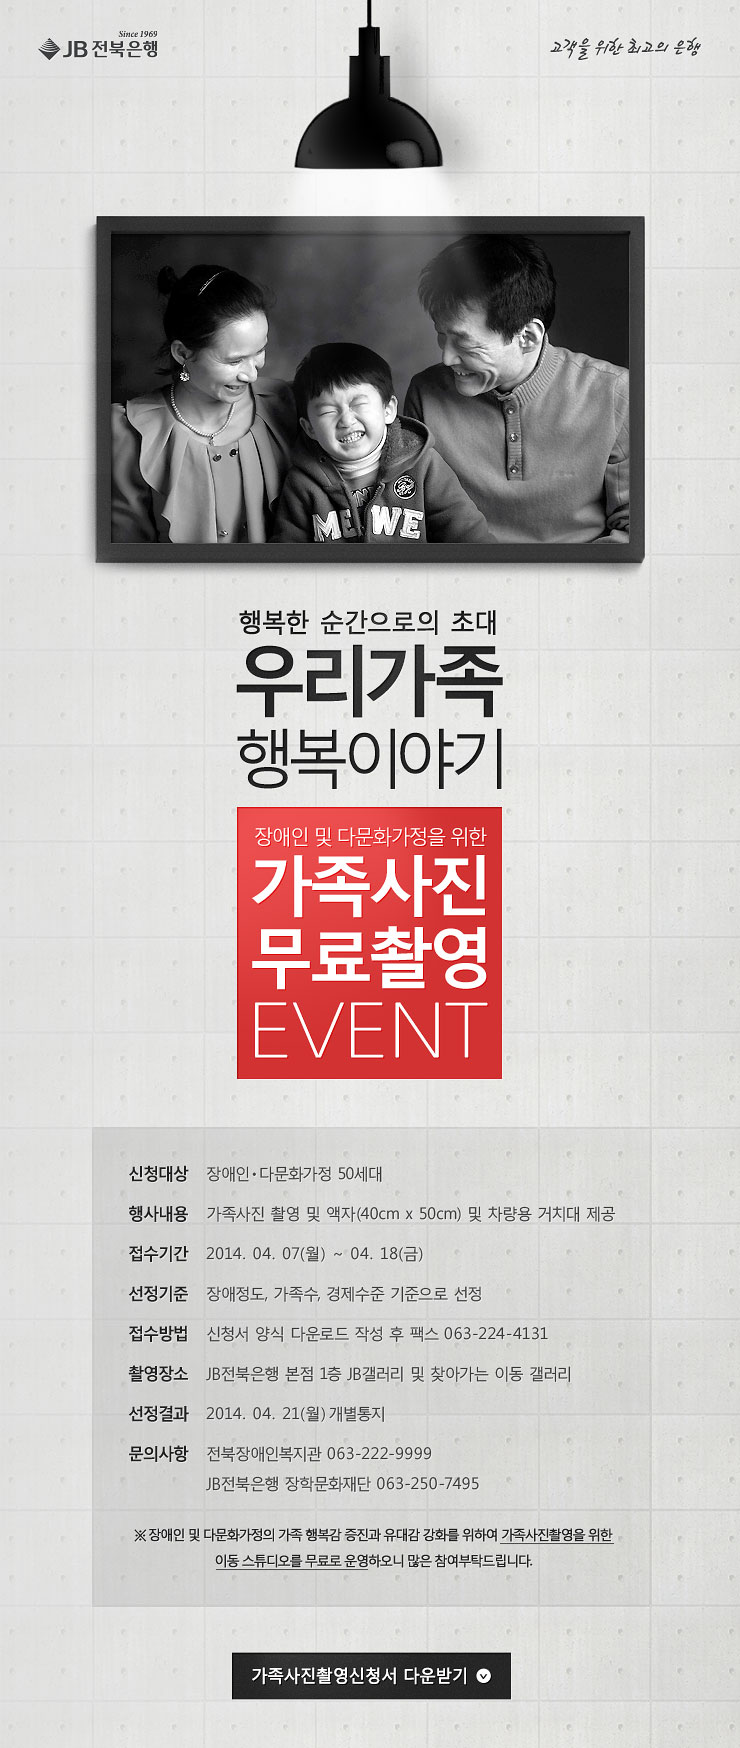 Since 1969
JB 전북은행
고객을 위한 최고의 은행
ME WE
행복한 순간으로의 초대
우리가족
행복이야기
장애인 및 다문화가정을 위한
가족사진
무료촬영
EVENT
신청대상 장애인·다문화가정 50세대
행사내용 가족사진 촬영 및 액자(40cm x 50cm) 및 차량용 거치대 제공
접수기간 2014. 04. 07(월) ~ 04. 18(금)
선정기준 장애정도, 가족수, 경제수준 기준으로 선정
접수방법 신청서 양식 다운로드 작성 후 팩스 063-224-4131
촬영장소 JB전북은행 본점 1층 JB갤러리 및 찾아가는 이동 갤러리
선정결과 2014. 04. 21(월) 개별통지
문의사항 전북장애인복지관 063-222-9999
JB전북은행 장학문화재단 063-250-7495
※ 장애인 및 다문화가정의 가족 행복감 증진과 유대감 강화를 위하여 가족사진촬영을 위한
이동 스튜디오를 무료로 운영하오니 많은 참여부탁드립니다.
가족사진촬영신청서 다운받기